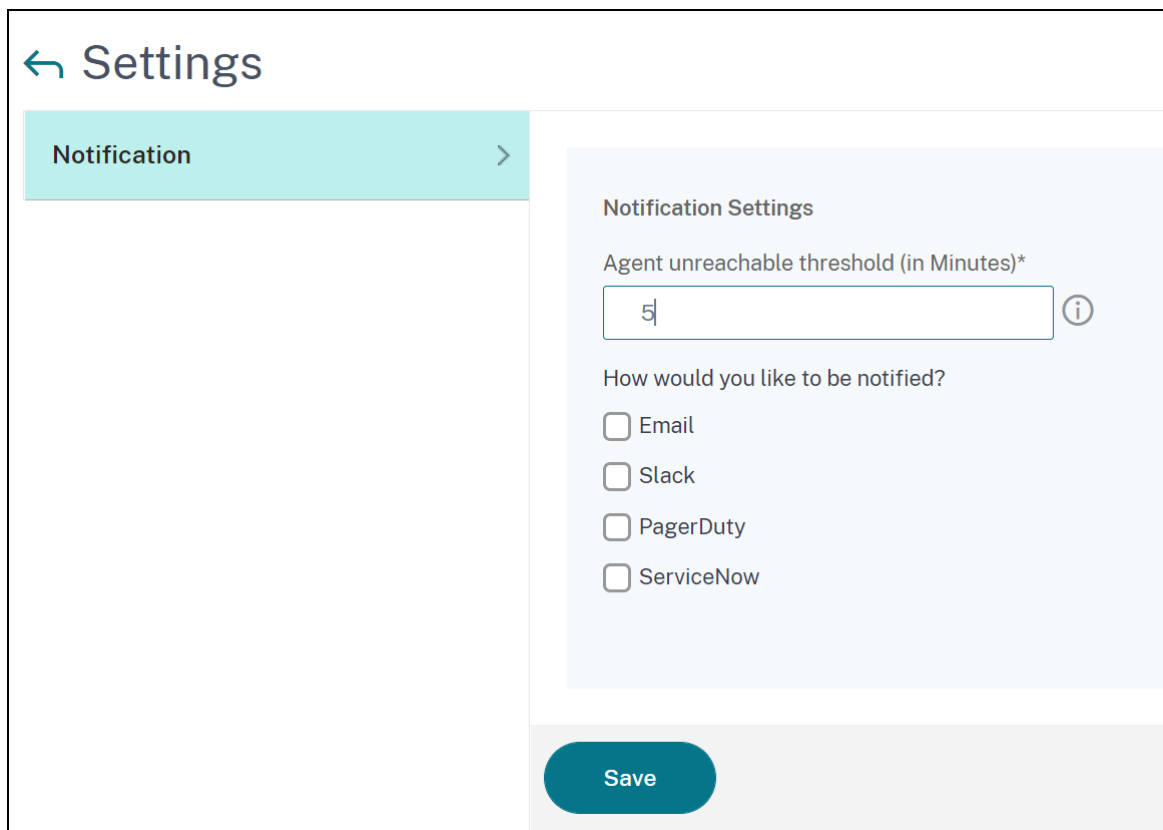 Settings
Notification
Notification Settings
Agent unreachable threshold (in Minutes)*
5
How would you like to be notified?
Email
Slack
PagerDuty
ServiceNow
Save